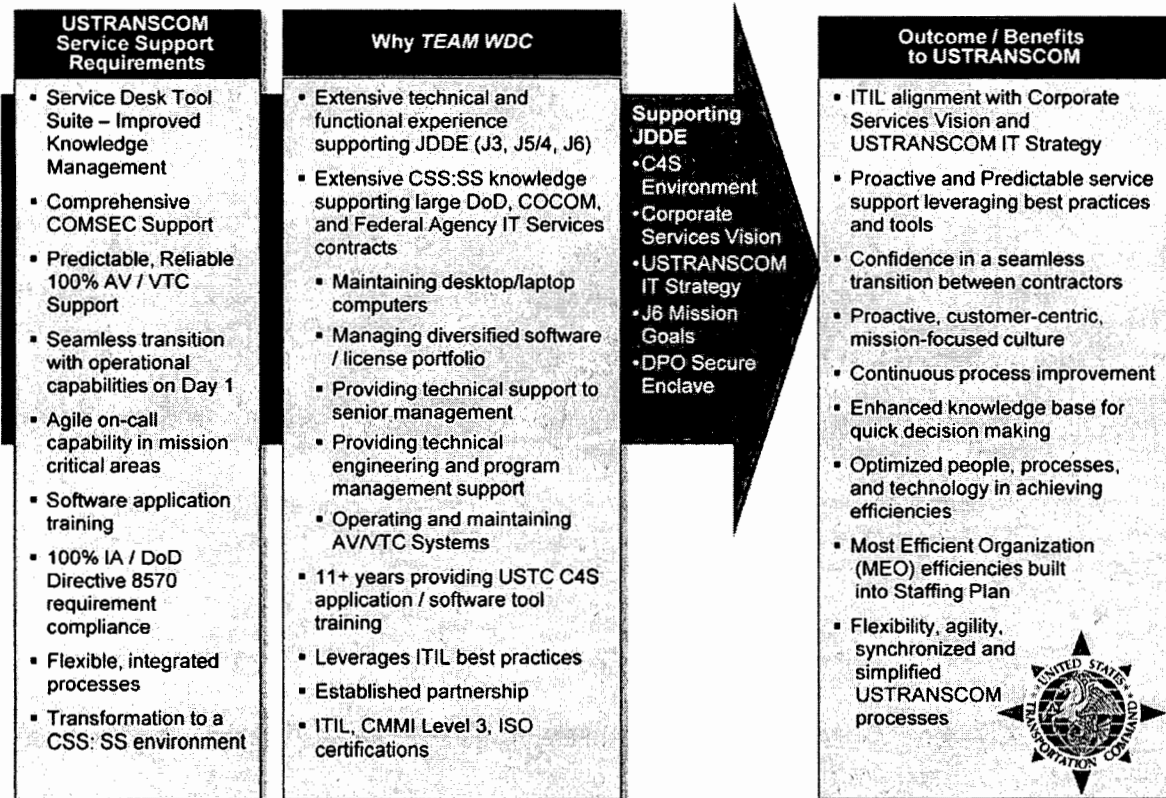 USTRANSCOM
Service Support
Requirements
▪ Service Desk Tool
Suite – Improved
Knowledge
Management
▪ Comprehensive
COMSEC Support
▪ Predictable, Reliable
100% AV / VTC
Support
▪ Seamless transition
with operational
capabilities on Day 1
▪ Agile on-call
capability in mission
critical areas
▪ Software application
training
▪ 100% IA / DoD
Directive 8570
requirement
compliance
▪ Flexible, integrated
processes
▪ Transformation to a
CSS: SS environment
Why TEAM WDC
▪ Extensive technical and
functional experience
supporting JDDE (J3, J5/4, J6)
▪ Extensive CSS:SS knowledge
supporting large DoD, COCOM,
and Federal Agency IT Services
contracts
▪ Maintaining desktop/laptop
computers
▪ Managing diversified software
/ license portfolio
▪ Providing technical support to
senior management
▪ Providing technical
engineering and program
management support
▪ Operating and maintaining
AV/VTC Systems
▪ 11+ years providing USTC C4S
application / software tool
training
▪ Leverages ITIL best practices
▪ Established partnership
▪ ITIL, CMMI Level 3, ISO
certifications
Supporting
JDDE
•C4S
Environment
•Corporate
Services Vision
•USTRANSCOM
IT Strategy
•J6 Mission
Goals
•DPO Secure
Enclave
Outcome / Benefits
to USTRANSCOM
▪ ITIL alignment with Corporate
Services Vision and
USTRANSCOM IT Strategy
▪ Proactive and Predictable service
support leveraging best practices
and tools
▪ Confidence in a seamless
transition between contractors
▪ Proactive, customer-centric,
mission-focused culture
▪ Continuous process improvement
▪ Enhanced knowledge base for
quick decision making
▪ Optimized people, processes,
and technology in achieving
efficiencies
▪ Most Efficient Organization
(MEO) efficiencies built
into Staffing Plan
▪ Flexibility, agility,
synchronized and
simplified
USTRANSCOM
processes
UNITED STATES
TRANSPORTATION COMMAND